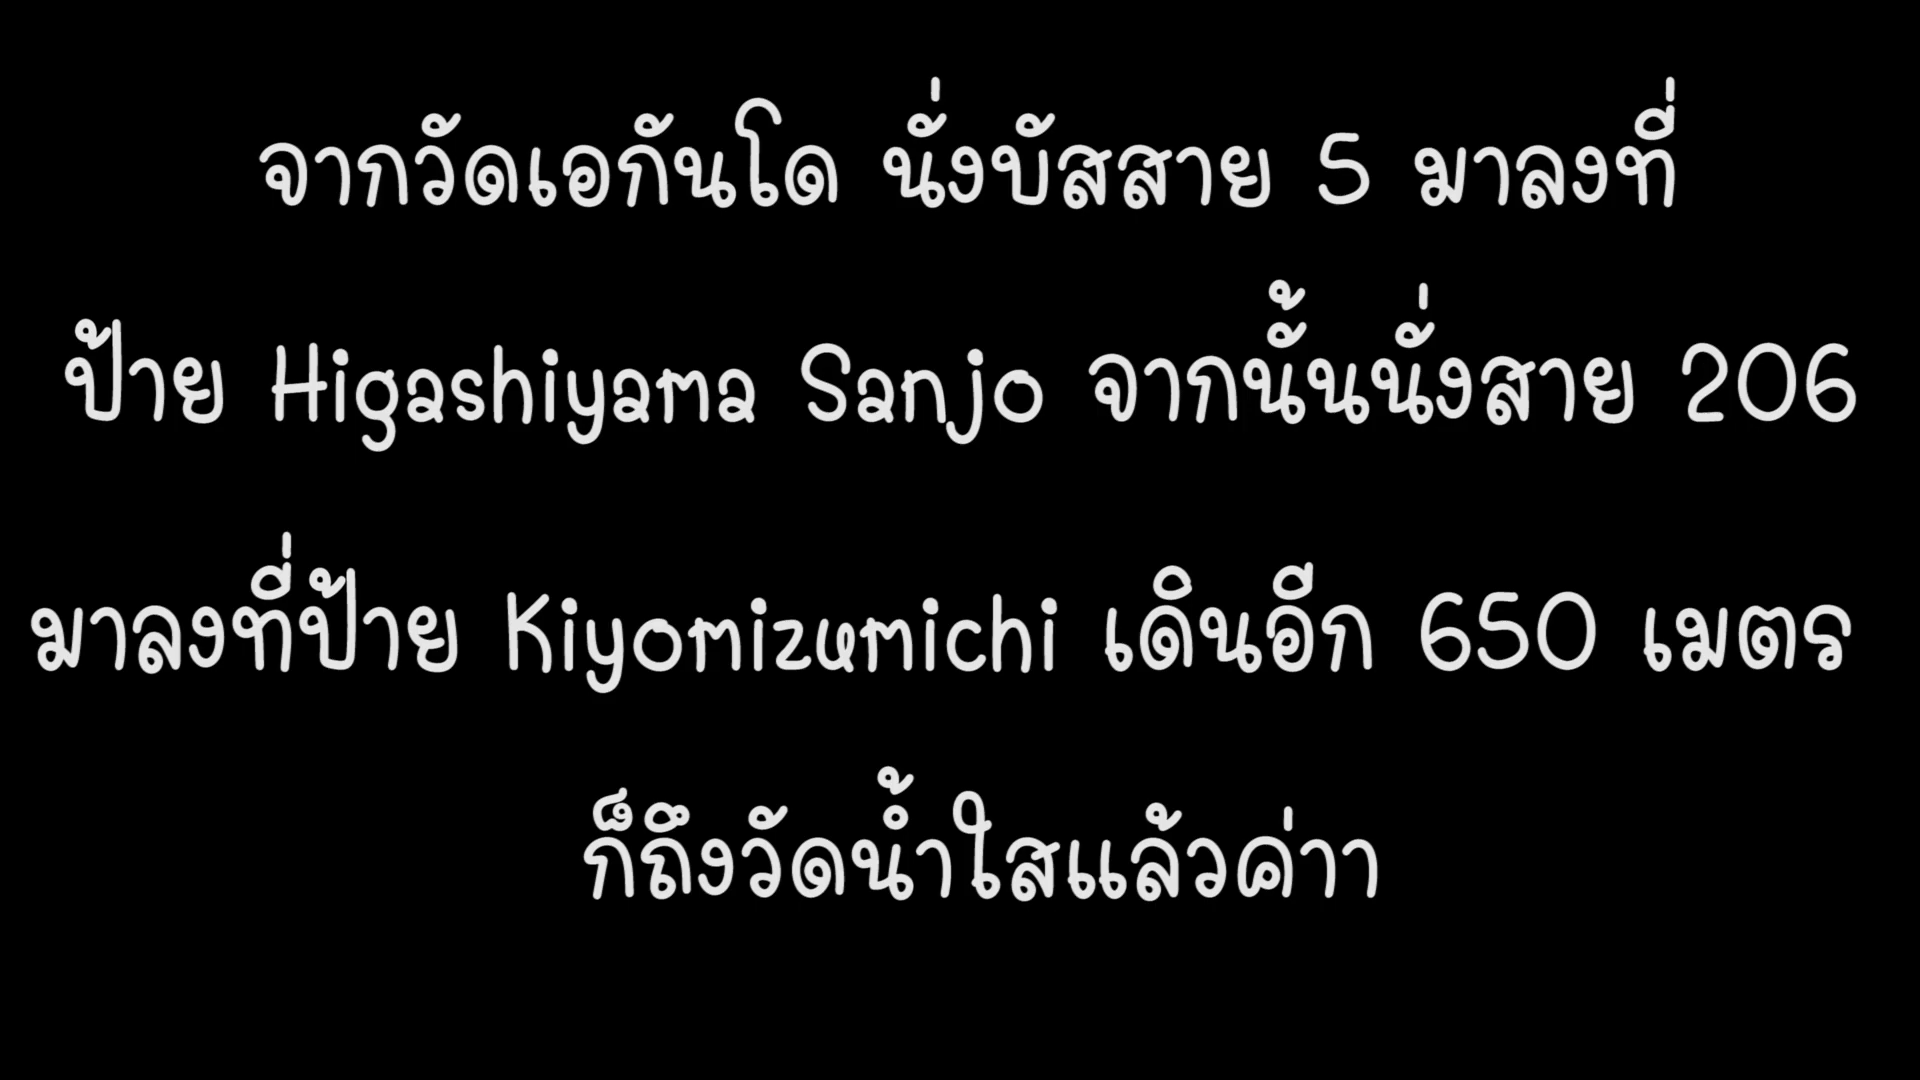 จากวัดเอกันโด นั่งบัสสาย 5 มาลงที่
ป้าย Higashiyama Sanjo จากนั้นนั่งสาย 206
มาลงที่ป้าย Kiyomizumichi เดินอีก 650 เมตร
ก็ถึงวัดน้ำใสแล้วค่าา